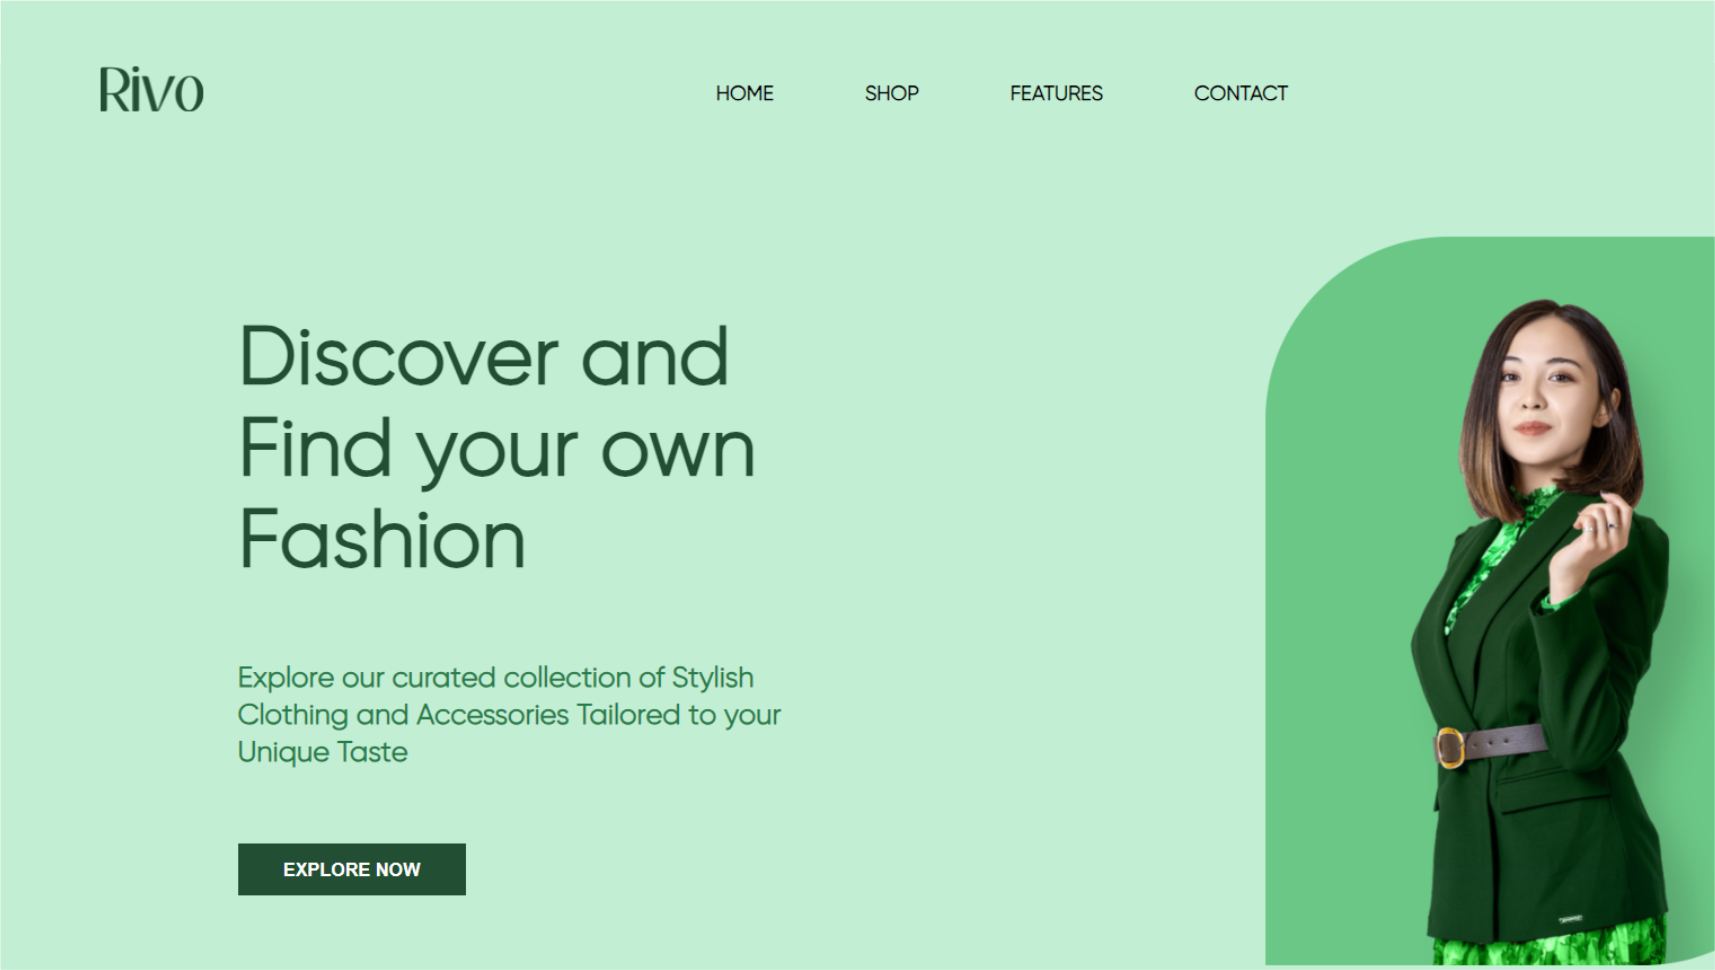 Rivo
HOME SHOP FEATURES CONTACT
Discover and
Find your own
Fashion
Explore our curated collection of Stylish
Clothing and Accessories Tailored to your
Unique Taste
EXPLORE NOW